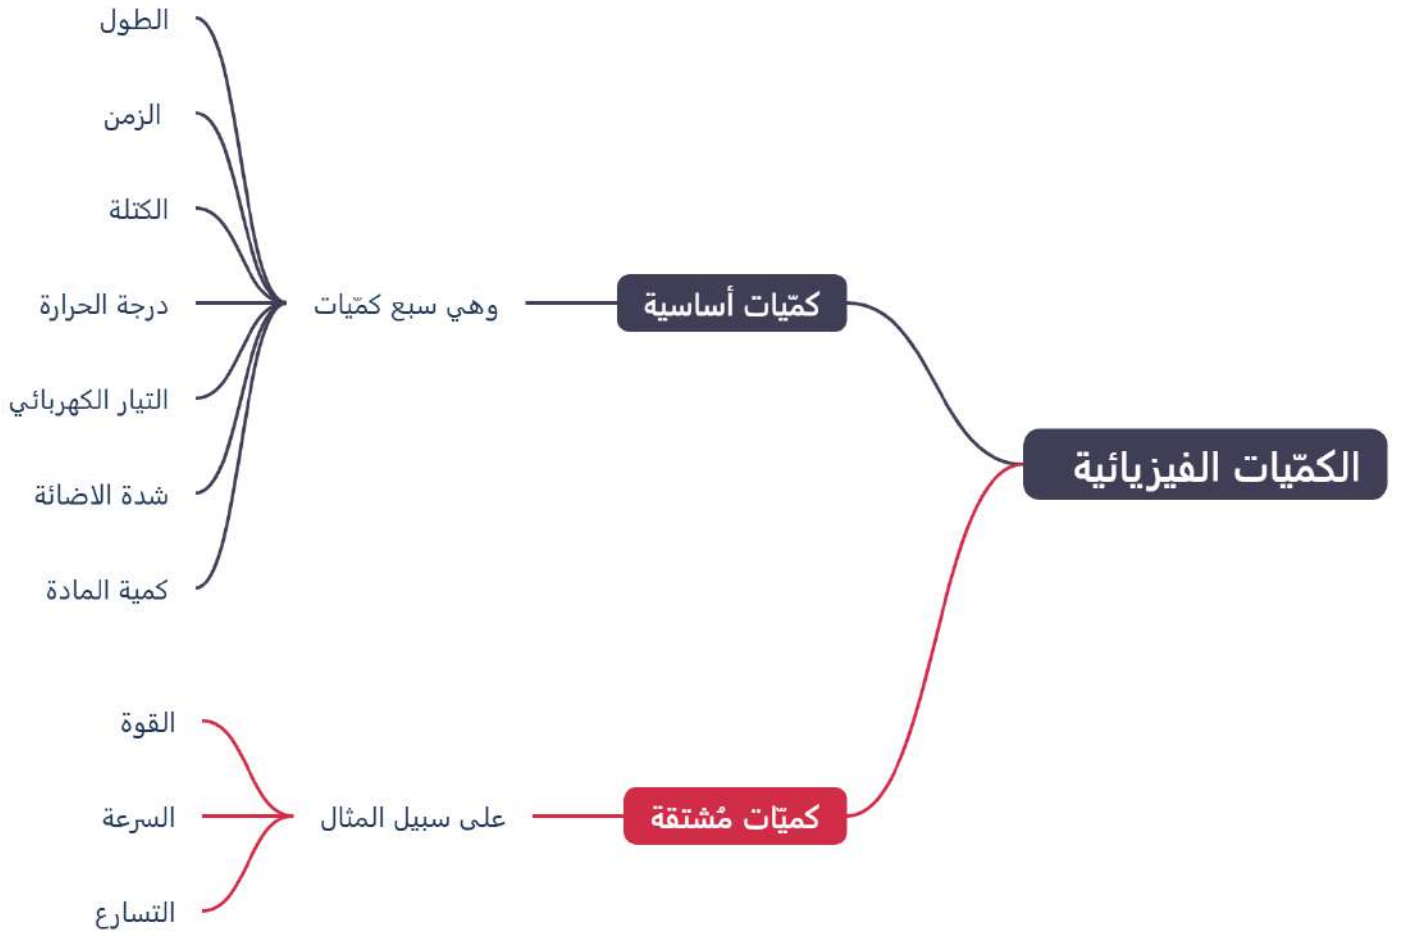 الكمّيات الفيزيائية
كمّيات أساسية
وهي سبع كمّيات
الطول
الزمن
الكتلة
درجة الحرارة
التيار الكهربائي
شدة الاضائة
كمية المادة
كميّات مُشتقة
على سبيل المثال
القوة
السرعة
التسارع